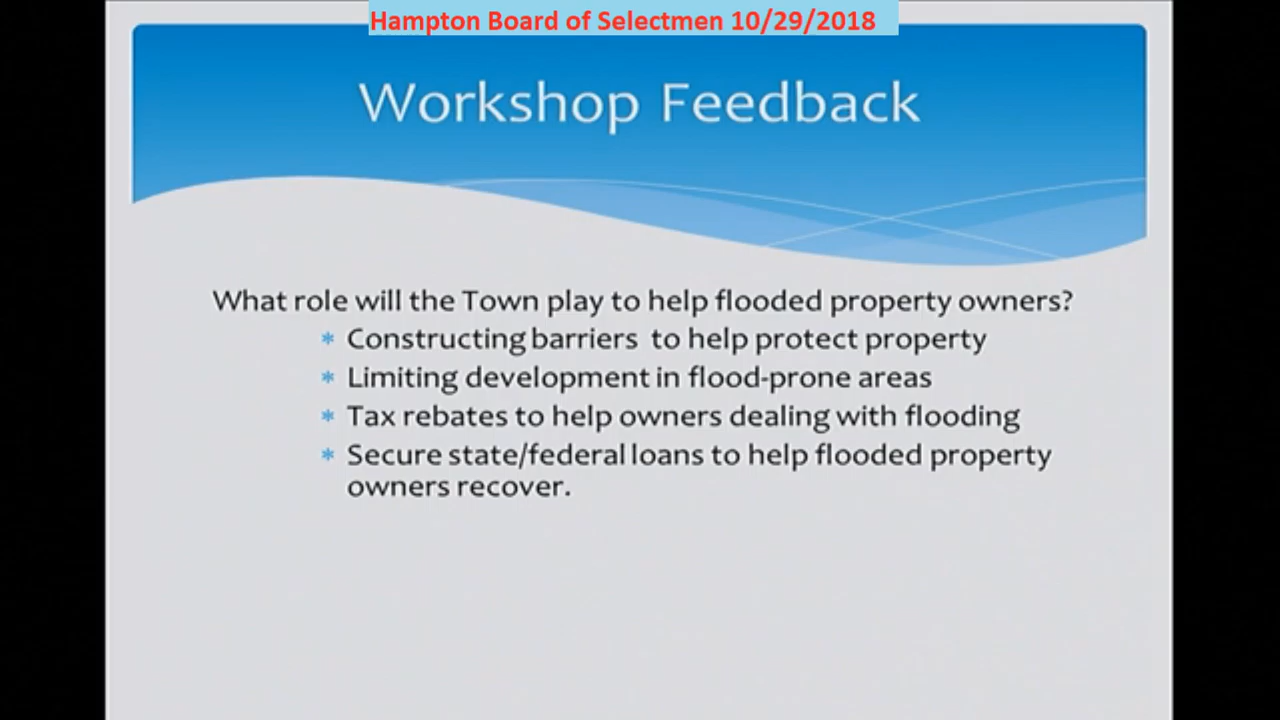 Hampton Board of Selectmen 10/29/2018
Workshop Feedback
What role will the Town play to help flooded property owners?
* Constructing barriers to help protect property
* Limiting development in flood-prone areas
* Tax rebates to help owners dealing with flooding
* Secure state/federal loans to help flooded property
owners recover.